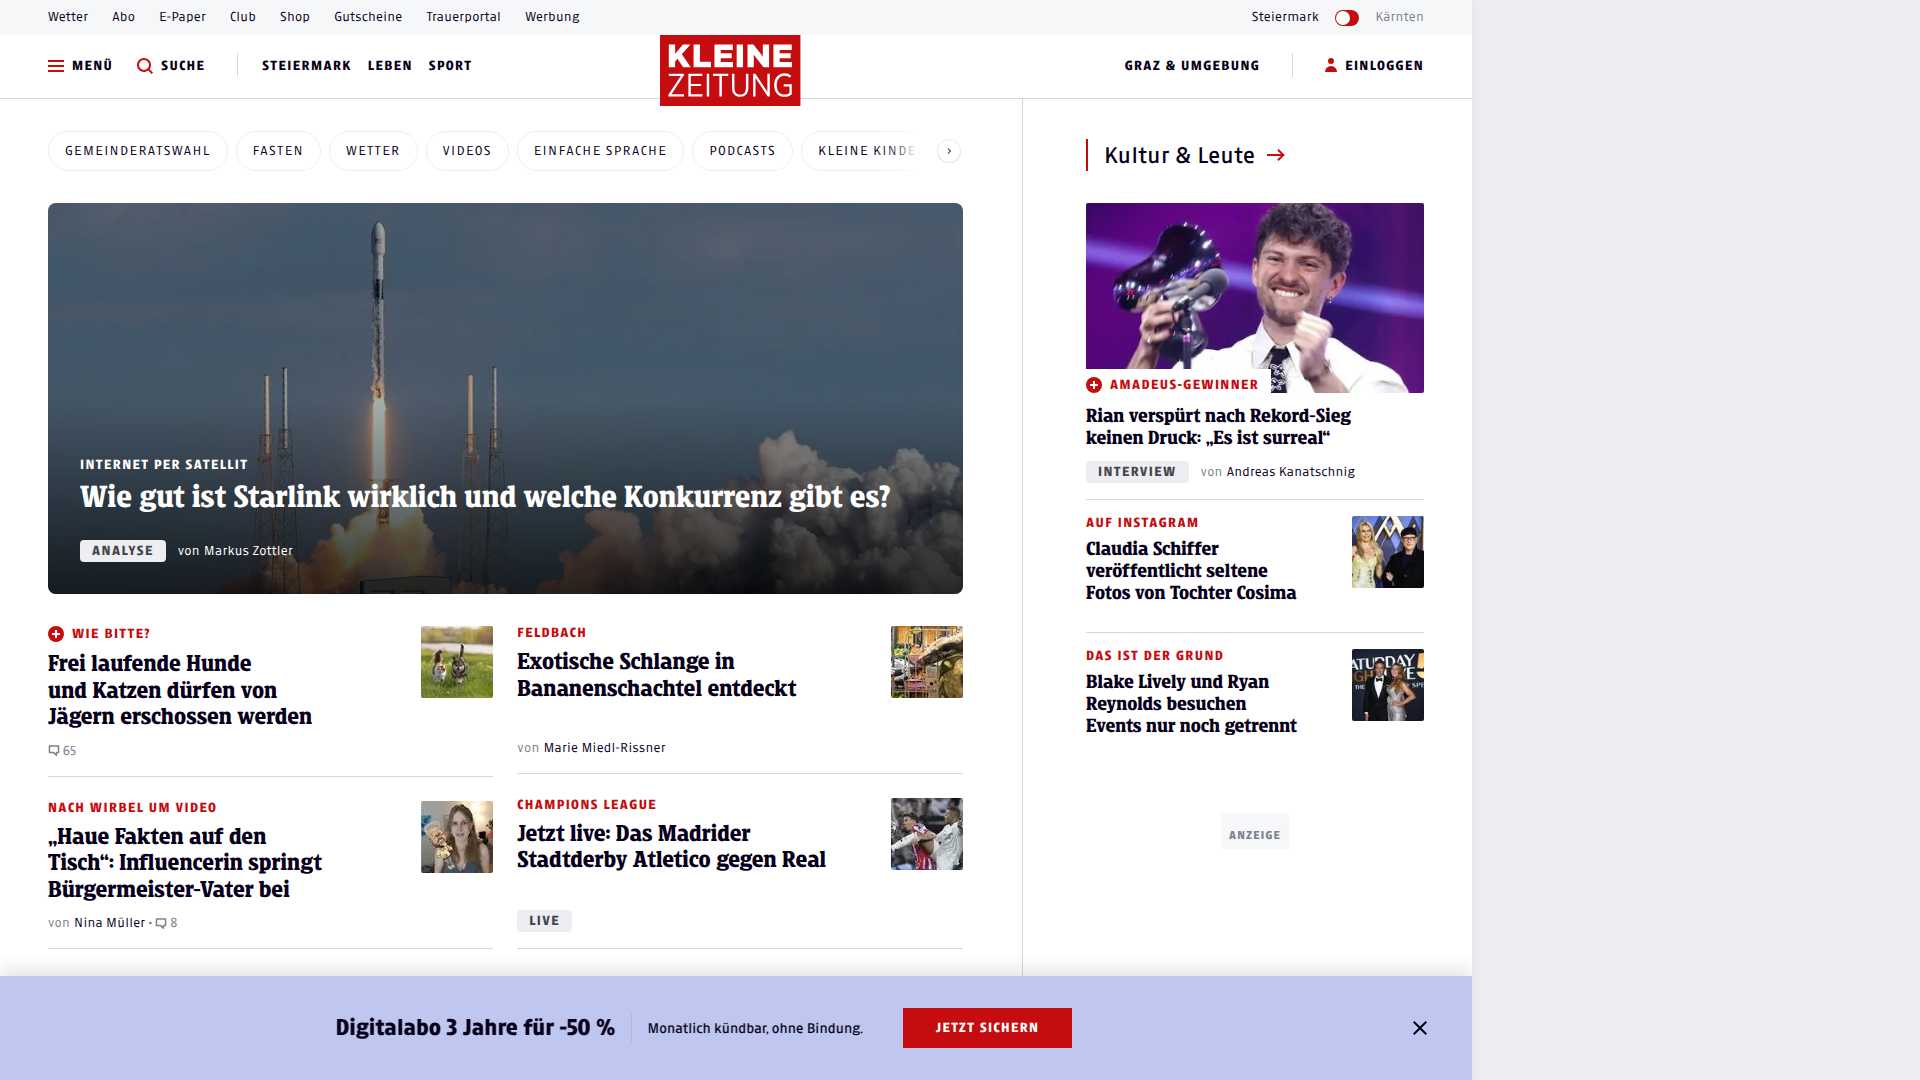 Wetter Abo E-Paper Club Shop Gutscheine Trauerportal Werbung Steiermark Kärnten
MENÜ SUCHE STEIERMARK LEBEN SPORT KLEINE ZEITUNG GRAZ & UMGEBUNG EINLOGGEN
GEMEINDERATSWAHL FASTEN WETTER VIDEOS EINFACHE SPRACHE PODCASTS KLEINE KINDE
INTERNET PER SATELLIT
Wie gut ist Starlink wirklich und welche Konkurrenz gibt es?
ANALYSE von Markus Zottler
WIE BITTE?
Frei laufende Hunde
und Katzen dürfen von
Jägern erschossen werden
65
FELDBACH
Exotische Schlange in
Bananenschachtel entdeckt
von Marie Miedl-Rissner
NACH WIRBEL UM VIDEO
„Haue Fakten auf den
Tisch“: Influencerin springt
Bürgermeister-Vater bei
von Nina Müller · 8
CHAMPIONS LEAGUE
Jetzt live: Das Madrider
Stadtderby Atletico gegen Real
LIVE
Kultur & Leute
AMADEUS-GEWINNER
Rian verspürt nach Rekord-Sieg
keinen Druck: „Es ist surreal“
INTERVIEW von Andreas Kanatschnig
AUF INSTAGRAM
Claudia Schiffer
veröffentlicht seltene
Fotos von Tochter Cosima
DAS IST DER GRUND
Blake Lively und Ryan
Reynolds besuchen
Events nur noch getrennt
ANZEIGE
Digitalabo 3 Jahre für -50 % Monatlich kündbar, ohne Bindung. JETZT SICHERN